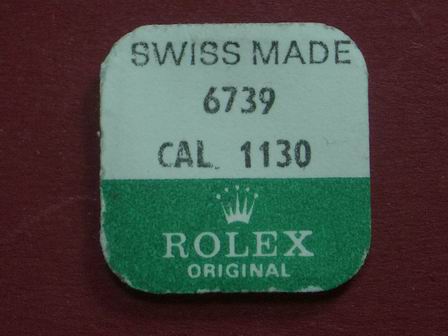 SWISS MADE
6739
CAL. 1130
ROLEX
ORIGINAL